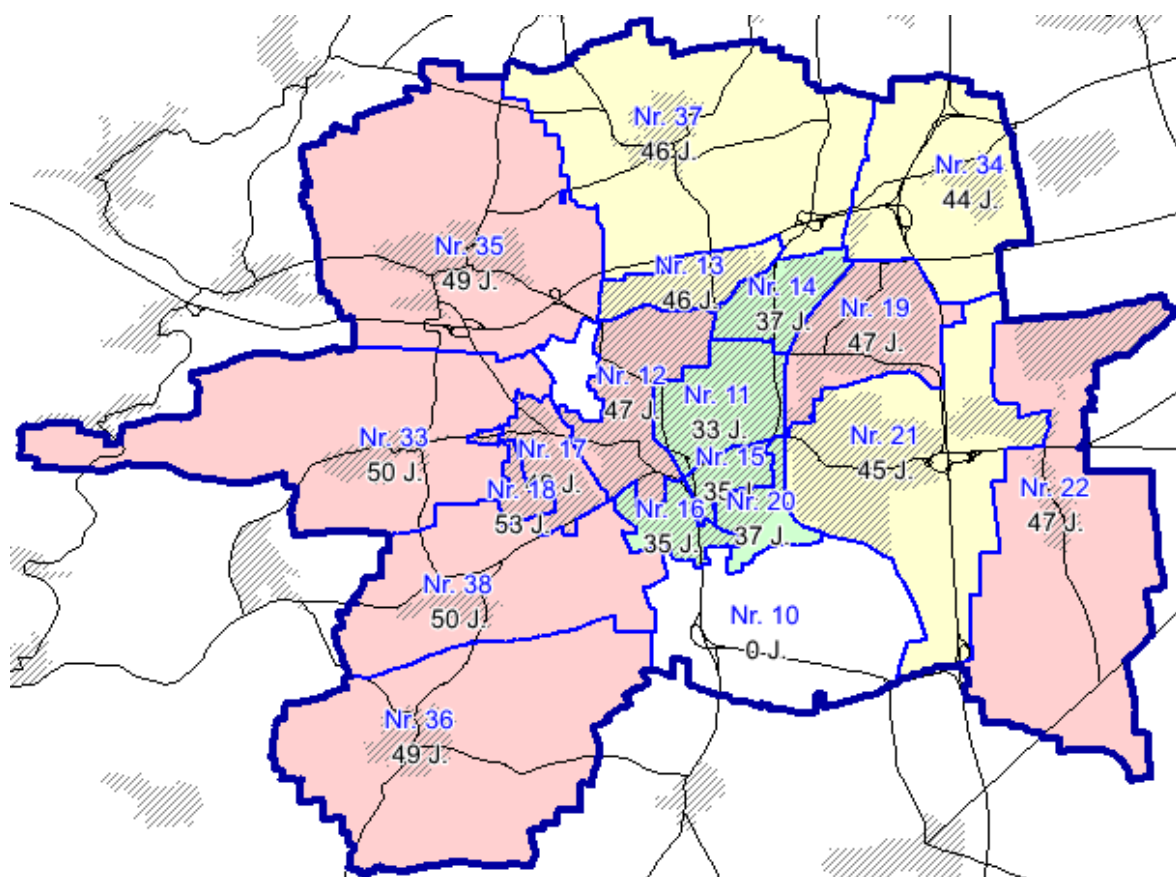 Nr. 37
46 J.
Nr. 34
44 J.
Nr. 35
49 J.
Nr. 13
46 J.
Nr. 14
37 J.
Nr. 19
47 J.
Nr. 12
47 J.
Nr. 11
33 J.
Nr. 33
50 J.
Nr. 17
J.
Nr. 15
35 J.
Nr. 21
45 J.
Nr. 18
53 J.
Nr. 16
35 J.
Nr. 20
37 J.
Nr. 22
47 J.
Nr. 38
50 J.
Nr. 10
0 J.
Nr. 36
49 J.